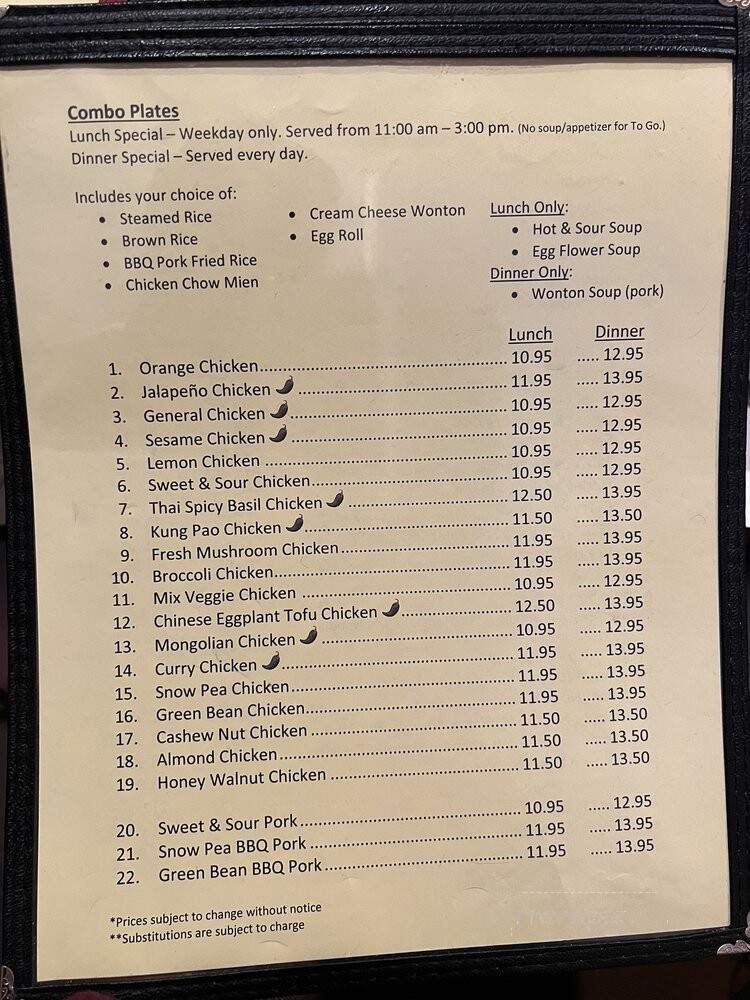 Combo Plates
Lunch Special – Weekday only. Served from 11:00 am – 3:00 pm. (No soup/appetizer for To Go.)
Dinner Special – Served every day.
Includes your choice of:
• Steamed Rice
• Brown Rice
• BBQ Pork Fried Rice
• Chicken Chow Mien
• Cream Cheese Wonton
• Egg Roll
Lunch Only:
• Hot & Sour Soup
• Egg Flower Soup
Dinner Only:
• Wonton Soup (pork)
Lunch Dinner
1. Orange Chicken 10.95 ..... 12.95
2. Jalapeño Chicken 11.95 ..... 13.95
3. General Chicken 10.95 ..... 12.95
4. Sesame Chicken 10.95 ..... 12.95
5. Lemon Chicken 10.95 ..... 12.95
6. Sweet & Sour Chicken 10.95 ..... 12.95
7. Thai Spicy Basil Chicken 12.50 ..... 13.95
8. Kung Pao Chicken 11.50 ..... 13.50
9. Fresh Mushroom Chicken 11.95 ..... 13.95
10. Broccoli Chicken 11.95 ..... 13.95
11. Mix Veggie Chicken 10.95 ..... 12.95
12. Chinese Eggplant Tofu Chicken 12.50 ..... 13.95
13. Mongolian Chicken 10.95 ..... 12.95
14. Curry Chicken 11.95 ..... 13.95
15. Snow Pea Chicken 11.95 ..... 13.95
16. Green Bean Chicken 11.95 ..... 13.95
17. Cashew Nut Chicken 11.50 ..... 13.50
18. Almond Chicken 11.50 ..... 13.50
19. Honey Walnut Chicken 11.50 ..... 13.50
20. Sweet & Sour Pork 10.95 ..... 12.95
21. Snow Pea BBQ Pork 11.95 ..... 13.95
22. Green Bean BBQ Pork 11.95 ..... 13.95
*Prices subject to change without notice
**Substitutions are subject to charge